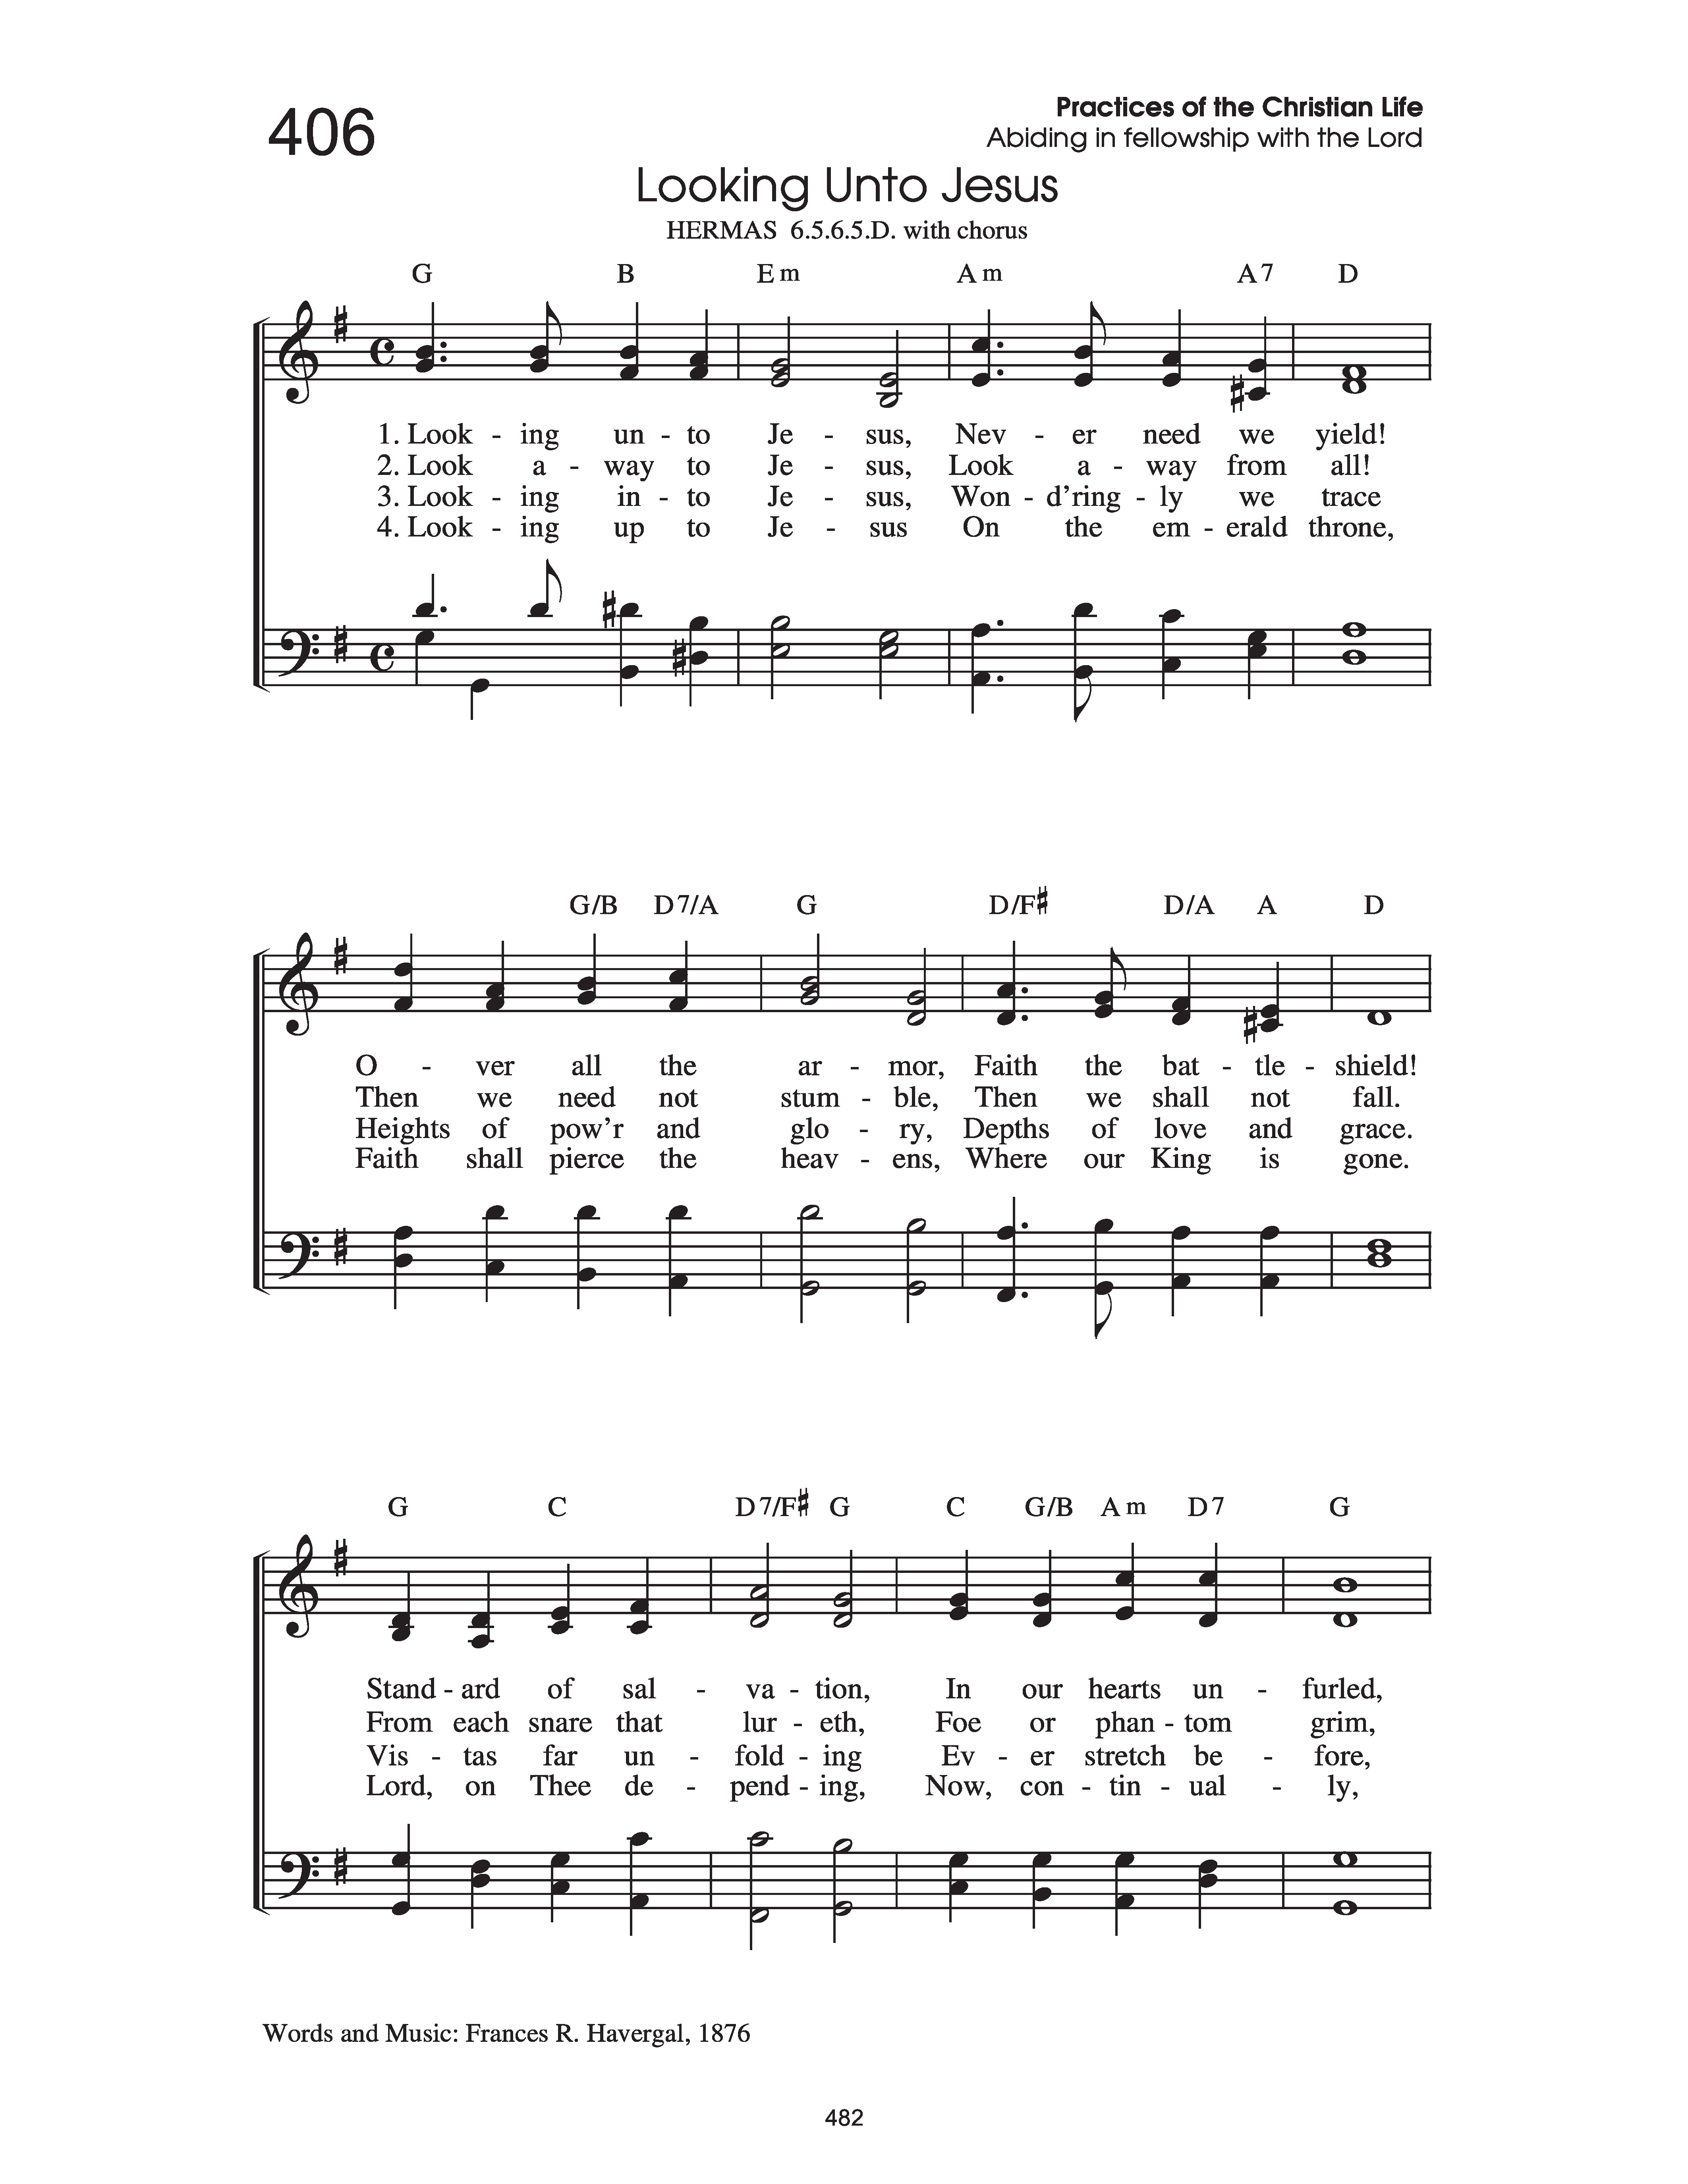 406
Practices of the Christian Life
Abiding in fellowship with the Lord
Looking Unto Jesus
HERMAS 6.5.6.5.D. with chorus
G B Em Am A7 D
1. Look - ing un - to Je - sus, Nev - er need we yield!
2. Look a - way to Je - sus, Look a - way from all!
3. Look - ing in - to Je - sus, Won - d’ring - ly we trace
4. Look - ing up to Je - sus On the em - erald throne,
G/B D7/A G D/F♯ D/A A D
O - ver all the ar - mor, Faith the bat - tle - shield!
Then we need not stum - ble, Then we shall not fall.
Heights of pow’r and glo - ry, Depths of love and grace.
Faith shall pierce the heav - ens, Where our King is gone.
G C D7/F♯ G C G/B Am D7 G
Stand - ard of sal - va - tion, In our hearts un - furled,
From each snare that lur - eth, Foe or phan - tom grim,
Vis - tas far un - fold - ing Ev - er stretch be - fore,
Lord, on Thee de - pend - ing, Now, con - tin - ual - ly,
Words and Music: Frances R. Havergal, 1876
482